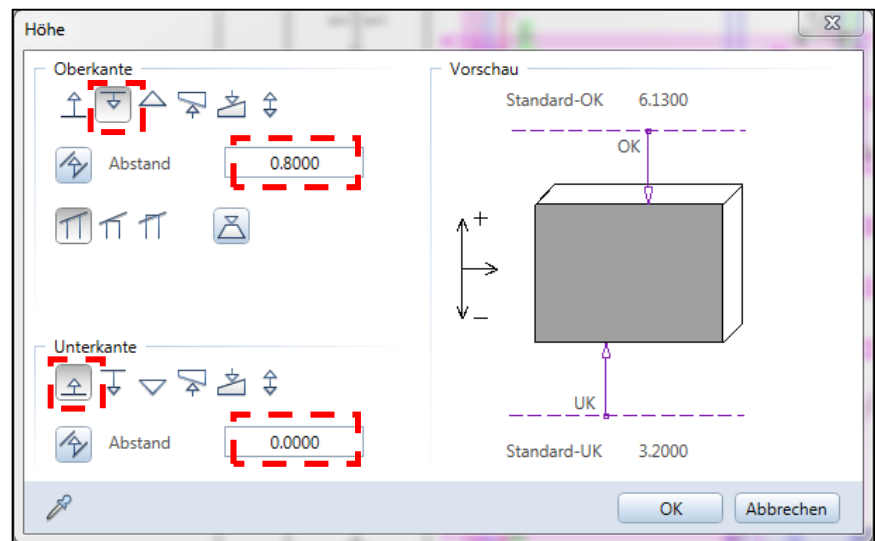 Höhe
Oberkante
Abstand 0.8000
Unterkante
Abstand 0.0000
Vorschau
Standard-OK 6.1300
OK
+
–
UK
Standard-UK 3.2000
OK Abbrechen